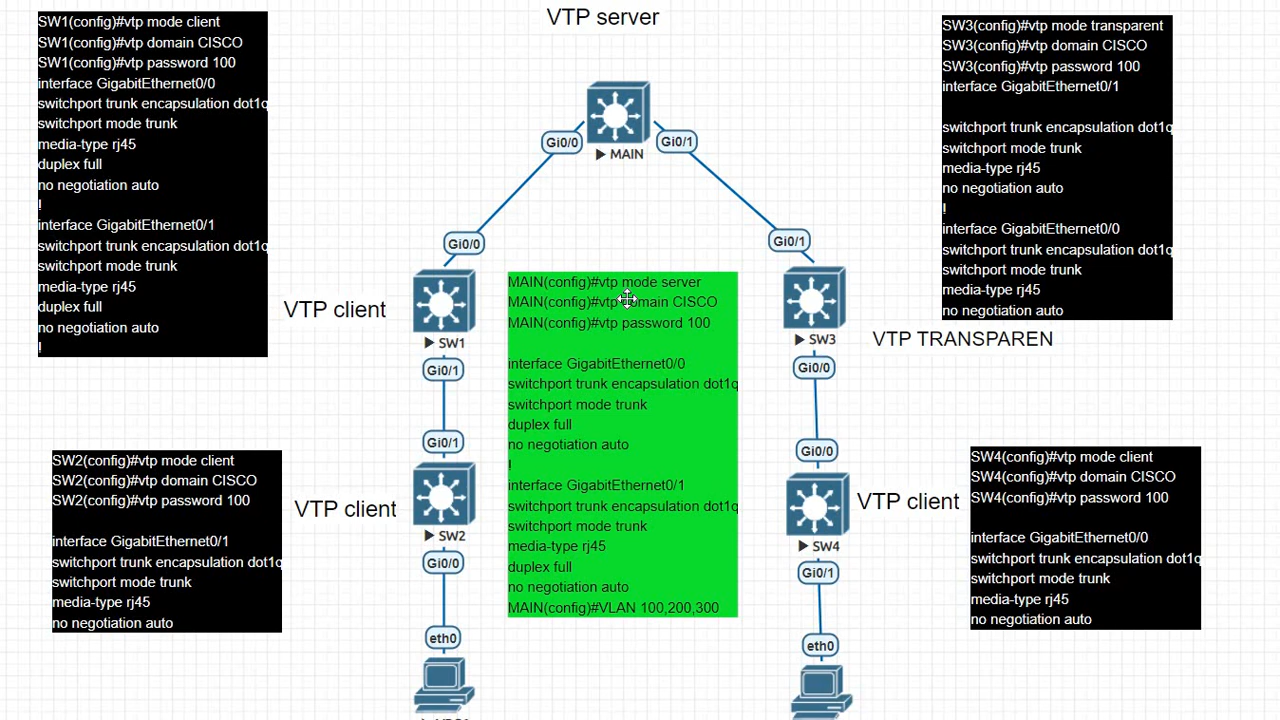 VTP server
SW1(config)#vtp mode client
SW1(config)#vtp domain CISCO
SW1(config)#vtp password 100
interface GigabitEthernet0/0
switchport trunk encapsulation dot1q
switchport mode trunk
media-type rj45
duplex full
no negotiation auto
!
interface GigabitEthernet0/1
switchport trunk encapsulation dot1q
switchport mode trunk
media-type rj45
duplex full
no negotiation auto
!
SW3(config)#vtp mode transparent
SW3(config)#vtp domain CISCO
SW3(config)#vtp password 100
interface GigabitEthernet0/1
switchport trunk encapsulation dot1q
switchport mode trunk
media-type rj45
no negotiation auto
!
interface GigabitEthernet0/0
switchport trunk encapsulation dot1q
switchport mode trunk
media-type rj45
no negotiation auto
Gi0/0
Gi0/1
MAIN
Gi0/0
Gi0/1
VTP client
SW1
SW3
VTP TRANSPAREN
MAIN(config)#vtp mode server
MAIN(config)#vtp domain CISCO
MAIN(config)#vtp password 100
interface GigabitEthernet0/0
switchport trunk encapsulation dot1q
switchport mode trunk
duplex full
no negotiation auto
!
interface GigabitEthernet0/1
switchport trunk encapsulation dot1q
switchport mode trunk
media-type rj45
duplex full
no negotiation auto
MAIN(config)#VLAN 100,200,300
Gi0/1
Gi0/0
Gi0/1
Gi0/0
SW2(config)#vtp mode client
SW2(config)#vtp domain CISCO
SW2(config)#vtp password 100
interface GigabitEthernet0/1
switchport trunk encapsulation dot1q
switchport mode trunk
media-type rj45
no negotiation auto
VTP client
SW2
VTP client
SW4
SW4(config)#vtp mode client
SW4(config)#vtp domain CISCO
SW4(config)#vtp password 100
interface GigabitEthernet0/0
switchport trunk encapsulation dot1q
switchport mode trunk
media-type rj45
no negotiation auto
Gi0/0
Gi0/1
eth0
eth0